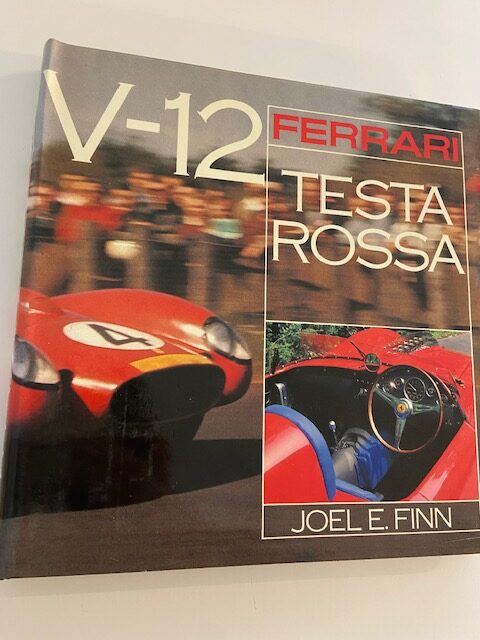 V-12
FERRARI
TESTA
ROSSA
4
JOEL E. FINN